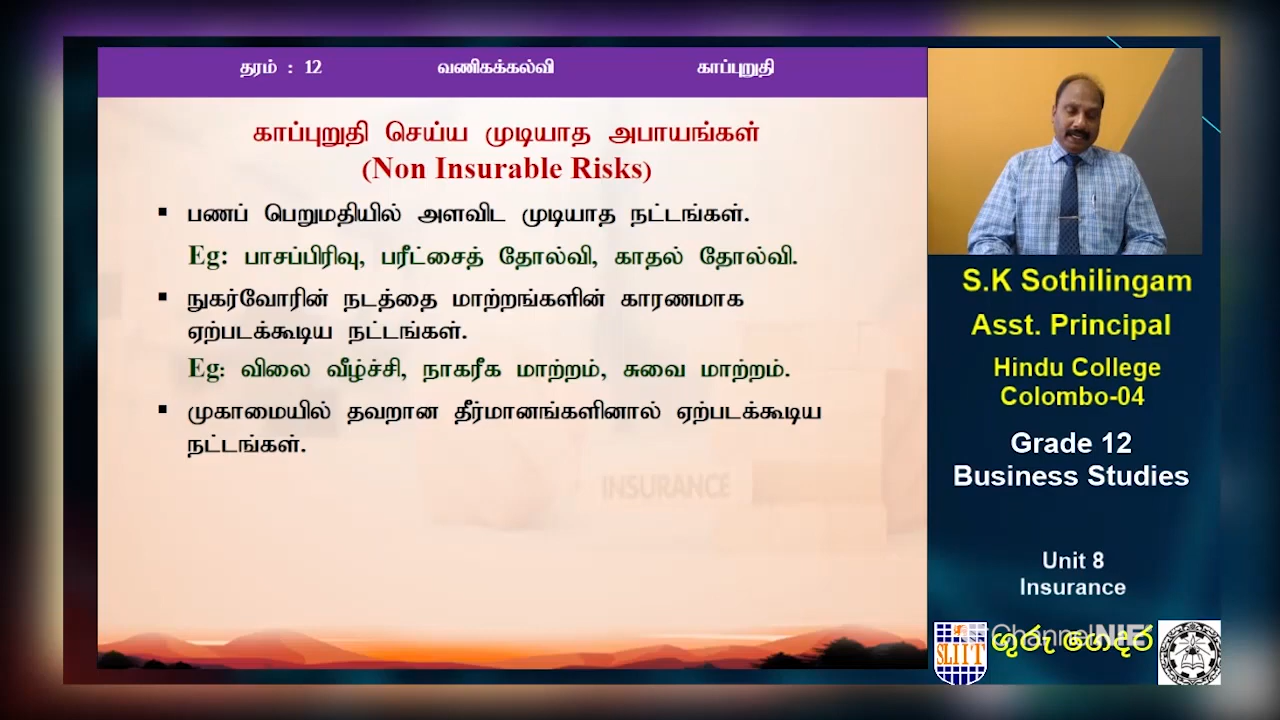 தரம் : 12 வணிகக்கல்வி காப்புறுதி
காப்புறுதி செய்ய முடியாத அபாயங்கள்
(Non Insurable Risks)
▪ பணப் பெறுமதியில் அளவிட முடியாத நட்டங்கள்.
Eg: பாசப்பிரிவு, பரீட்சைத் தோல்வி, காதல் தோல்வி.
▪ நுகர்வோரின் நடத்தை மாற்றங்களின் காரணமாக
ஏற்படக்கூடிய நட்டங்கள்.
Eg: விலை வீழ்ச்சி, நாகரீக மாற்றம், சுவை மாற்றம்.
▪ முகாமையில் தவறான தீர்மானங்களினால் ஏற்படக்கூடிய
நட்டங்கள்.
INSURANCE
S.K Sothilingam
Asst. Principal
Hindu College
Colombo-04
Grade 12
Business Studies
Unit 8
Insurance
Channel NIE
SLIIT
ගුරු ගෙදර